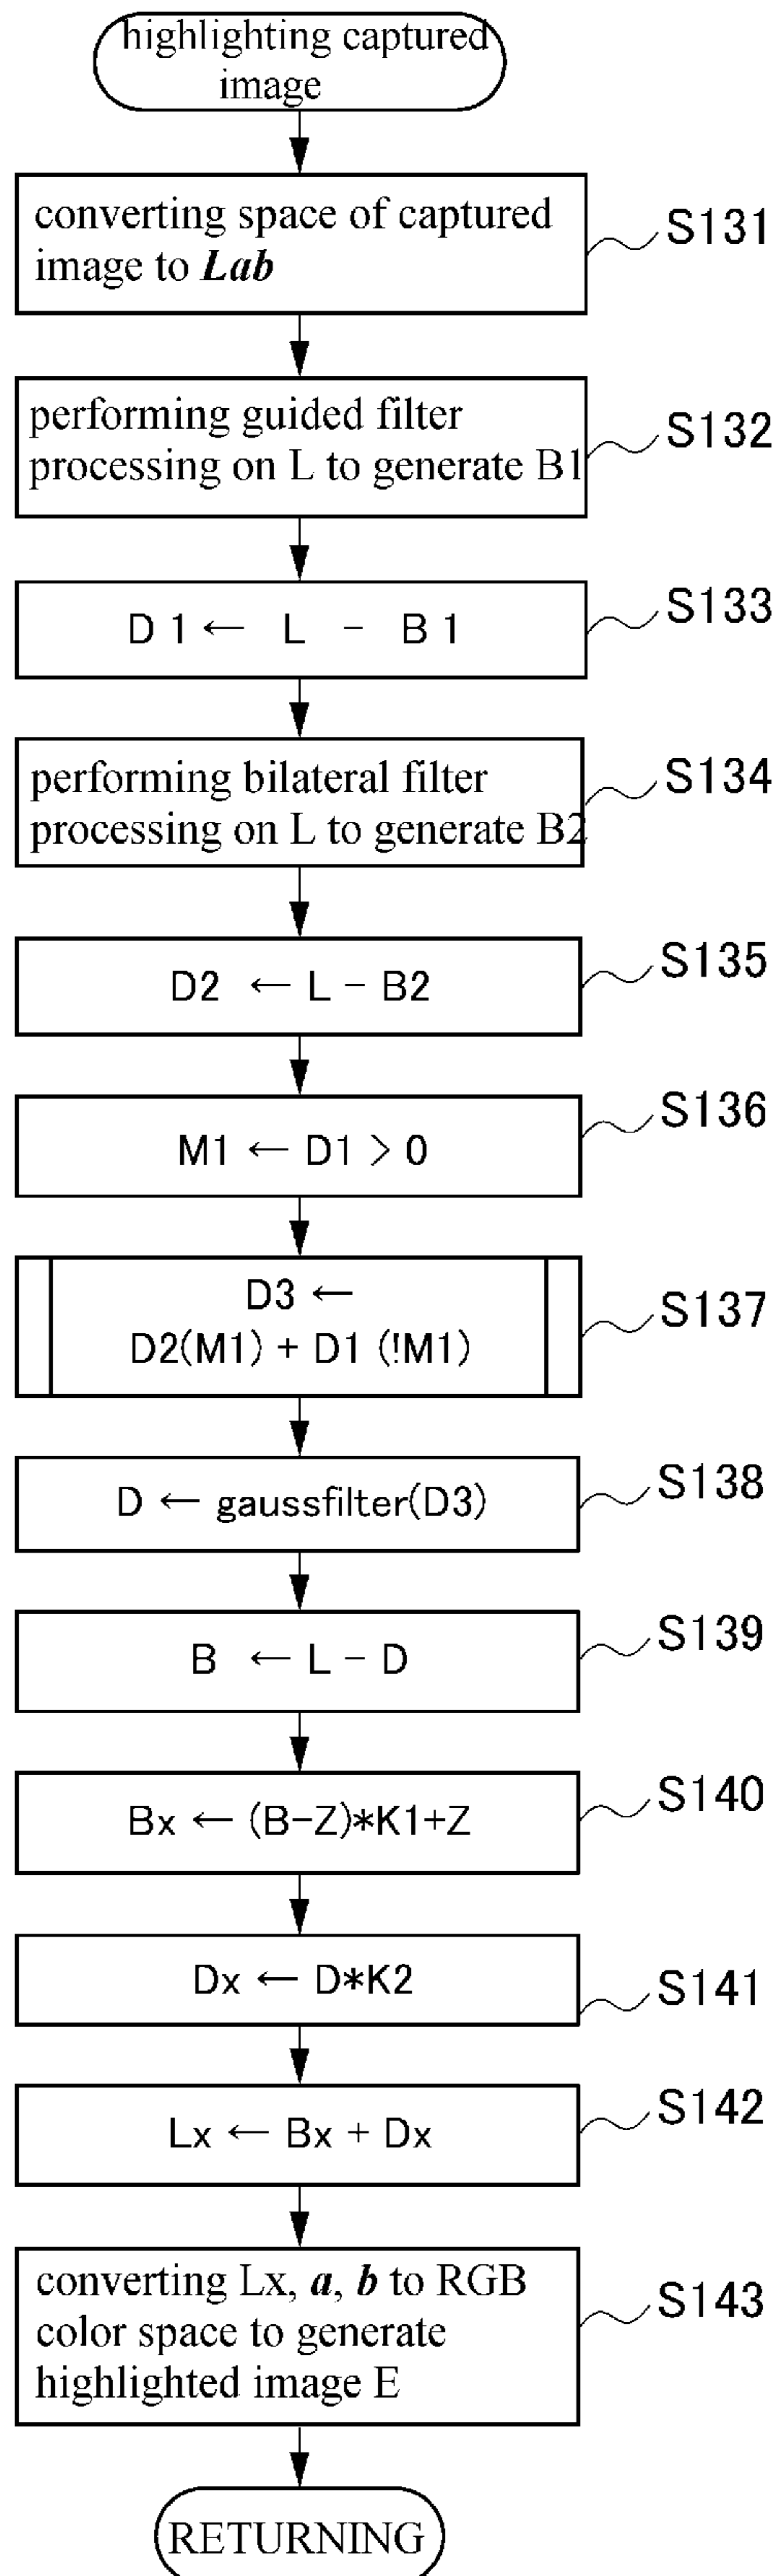 highlighting captured
image
converting space of captured
image to Lab
S131
performing guided filter
processing on L to generate B1
S132
D 1 ← L − B 1
S133
performing bilateral filter
processing on L to generate B2
S134
D2 ← L − B2
S135
M1 ← D1 > 0
S136
D3 ←
D2(M1) + D1 (!M1)
S137
D ← gaussfilter(D3)
S138
B ← L − D
S139
Bx ← (B−Z)*K1+Z
S140
Dx ← D*K2
S141
Lx ← Bx + Dx
S142
converting Lx, a, b to RGB
color space to generate
highlighted image E
S143
RETURNING